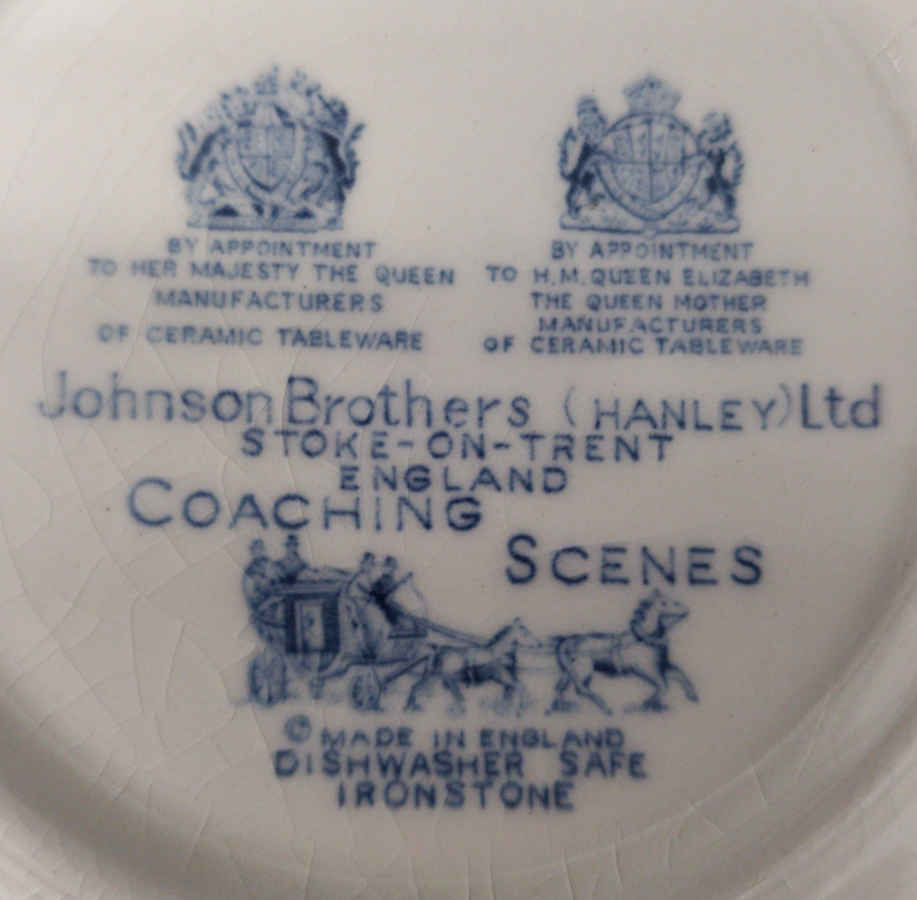 BY APPOINTMENT
TO HER MAJESTY THE QUEEN
MANUFACTURERS
OF CERAMIC TABLEWARE
BY APPOINTMENT
TO H.M. QUEEN ELIZABETH
THE QUEEN MOTHER
MANUFACTURERS
OF CERAMIC TABLEWARE
Johnson Brothers (HANLEY) Ltd
STOKE-ON-TRENT
ENGLAND
COACHING
SCENES
© MADE IN ENGLAND
DISHWASHER SAFE
IRONSTONE